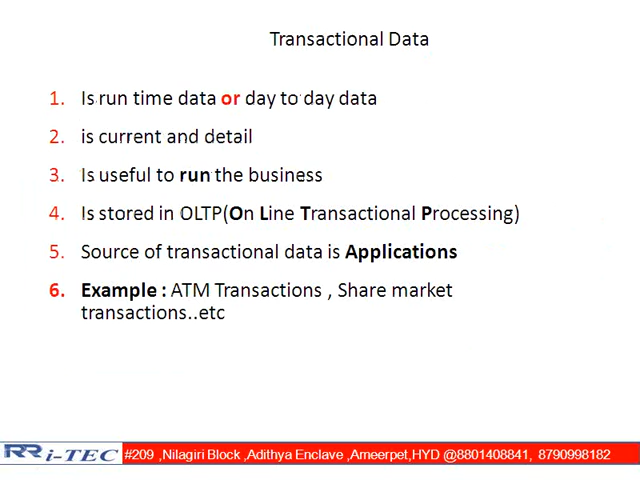 Transactional Data
1. Is run time data or day to day data
2. is current and detail
3. Is useful to run the business
4. Is stored in OLTP(On Line Transactional Processing)
5. Source of transactional data is Applications
6. Example : ATM Transactions , Share market
transactions..etc
RR i-TEC #209 ,Nilagiri Block ,Adithya Enclave ,Ameerpet,HYD @8801408841, 8790998182